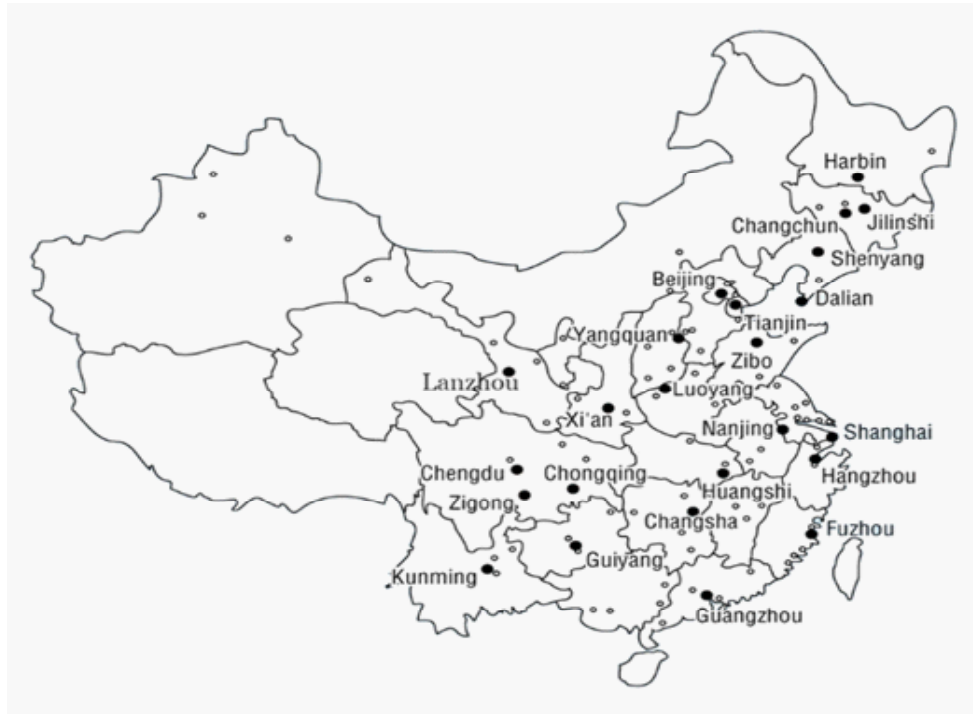 Harbin
Changchun
Jilinshi
Shenyang
Beijing
Dalian
Tianjin
Yangquan
Zibo
Lanzhou
Luoyang
Xi'an
Nanjing
Shanghai
Chengdu
Chongqing
Hangzhou
Zigong
Huangshi
Changsha
Fuzhou
Guiyang
Kunming
Guangzhou